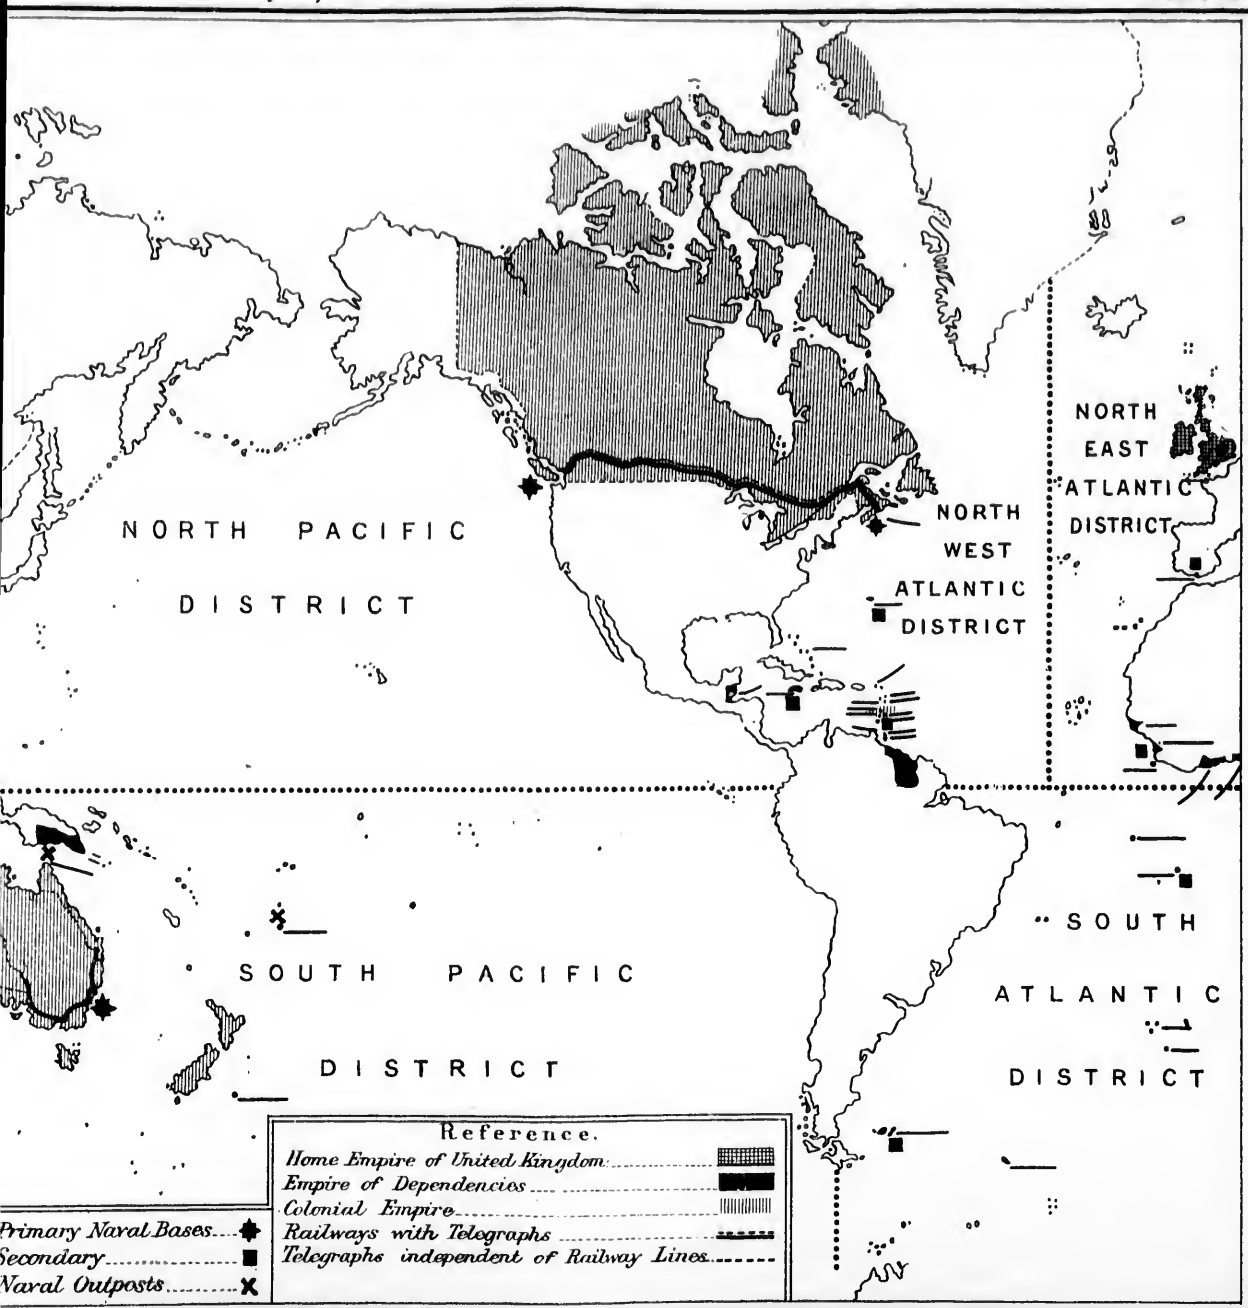 NORTH PACIFIC
DISTRICT
NORTH
EAST
ATLANTIC
DISTRICT
NORTH
WEST
ATLANTIC
DISTRICT
SOUTH PACIFIC
DISTRICT
SOUTH
ATLANTIC
DISTRICT
Reference.
Home Empire of United Kingdom
Empire of Dependencies
Colonial Empire
Railways with Telegraphs
Telegraphs independent of Railway Lines
Primary Naval Bases
Secondary
Naval Outposts